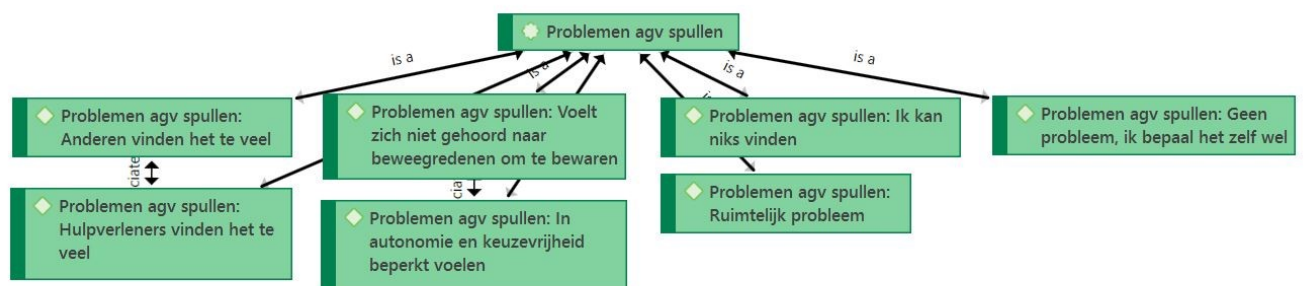 Problemen agv spullen
is a
is a
is a
is a
Problemen agv spullen:
Anderen vinden het te veel
Problemen agv spullen: Voelt
zich niet gehoord naar
beweegredenen om te bewaren
Problemen agv spullen: Ik kan
niks vinden
Problemen agv spullen: Geen
probleem, ik bepaal het zelf wel
Problemen agv spullen:
Hulpverleners vinden het te
veel
Problemen agv spullen: In
autonomie en keuzevrijheid
beperkt voelen
Problemen agv spullen:
Ruimtelijk probleem